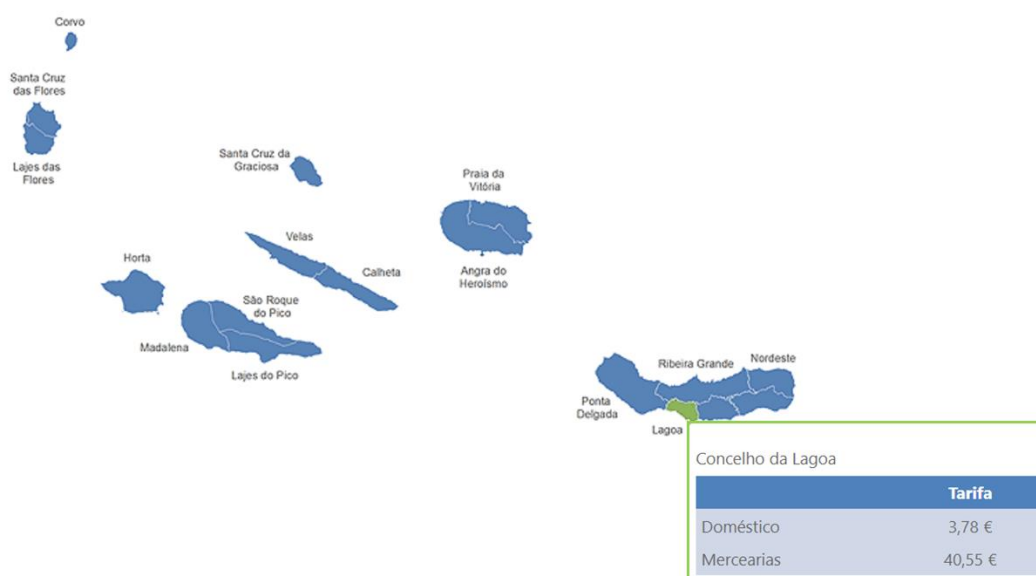 Corvo
Santa Cruz
das Flores
Lajes das
Flores
Santa Cruz da
Graciosa
Praia da
Vitória
Angra do
Heroísmo
Velas
Calheta
Horta
São Roque
do Pico
Madalena
Lajes do Pico
Ribeira Grande
Nordeste
Ponta
Delgada
Lagoa
Concelho da Lagoa
Tarifa
Doméstico 3,78 €
Mercearias 40,55 €